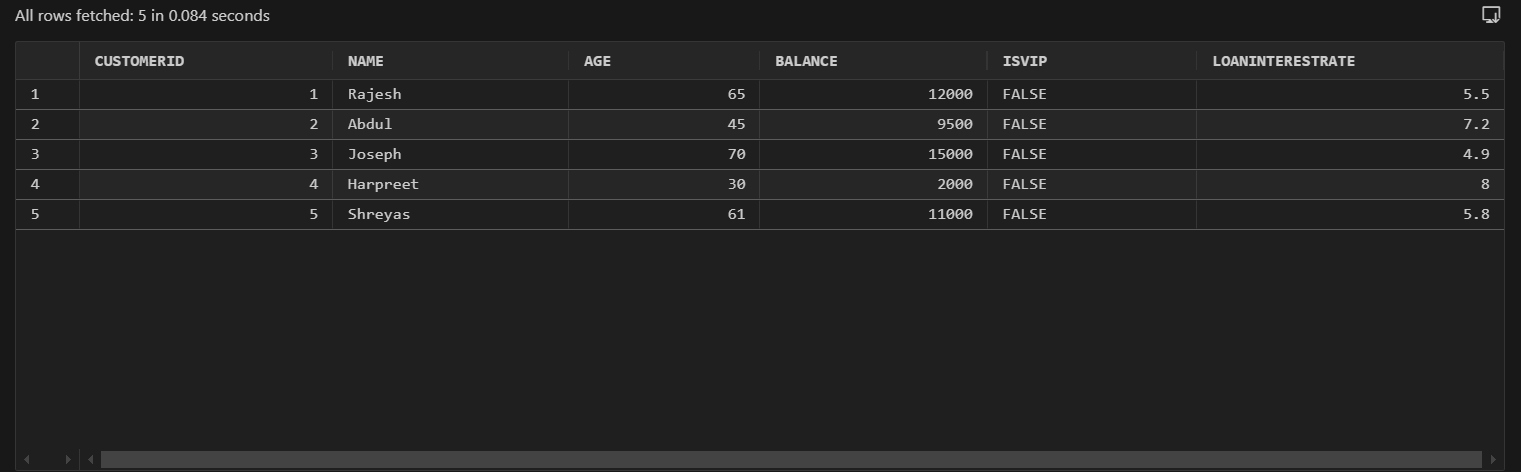 All rows fetched: 5 in 0.084 seconds
CUSTOMERID NAME AGE BALANCE ISVIP LOANINTERESTRATE
1 1 Rajesh 65 12000 FALSE 5.5
2 2 Abdul 45 9500 FALSE 7.2
3 3 Joseph 70 15000 FALSE 4.9
4 4 Harpreet 30 2000 FALSE 8
5 5 Shreyas 61 11000 FALSE 5.8